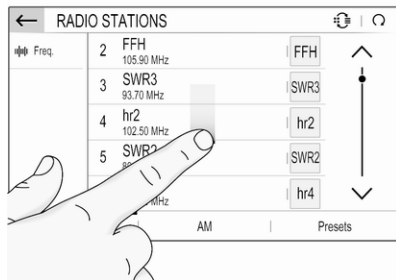 RADIO STATIONS
Freq.
2 FFH FFH
105.90 MHz
3 SWR3 SWR3
93.70 MHz
4 hr2 hr2
102.50 MHz
5 SWR2 SWR2
hr4
MHz
AM Presets